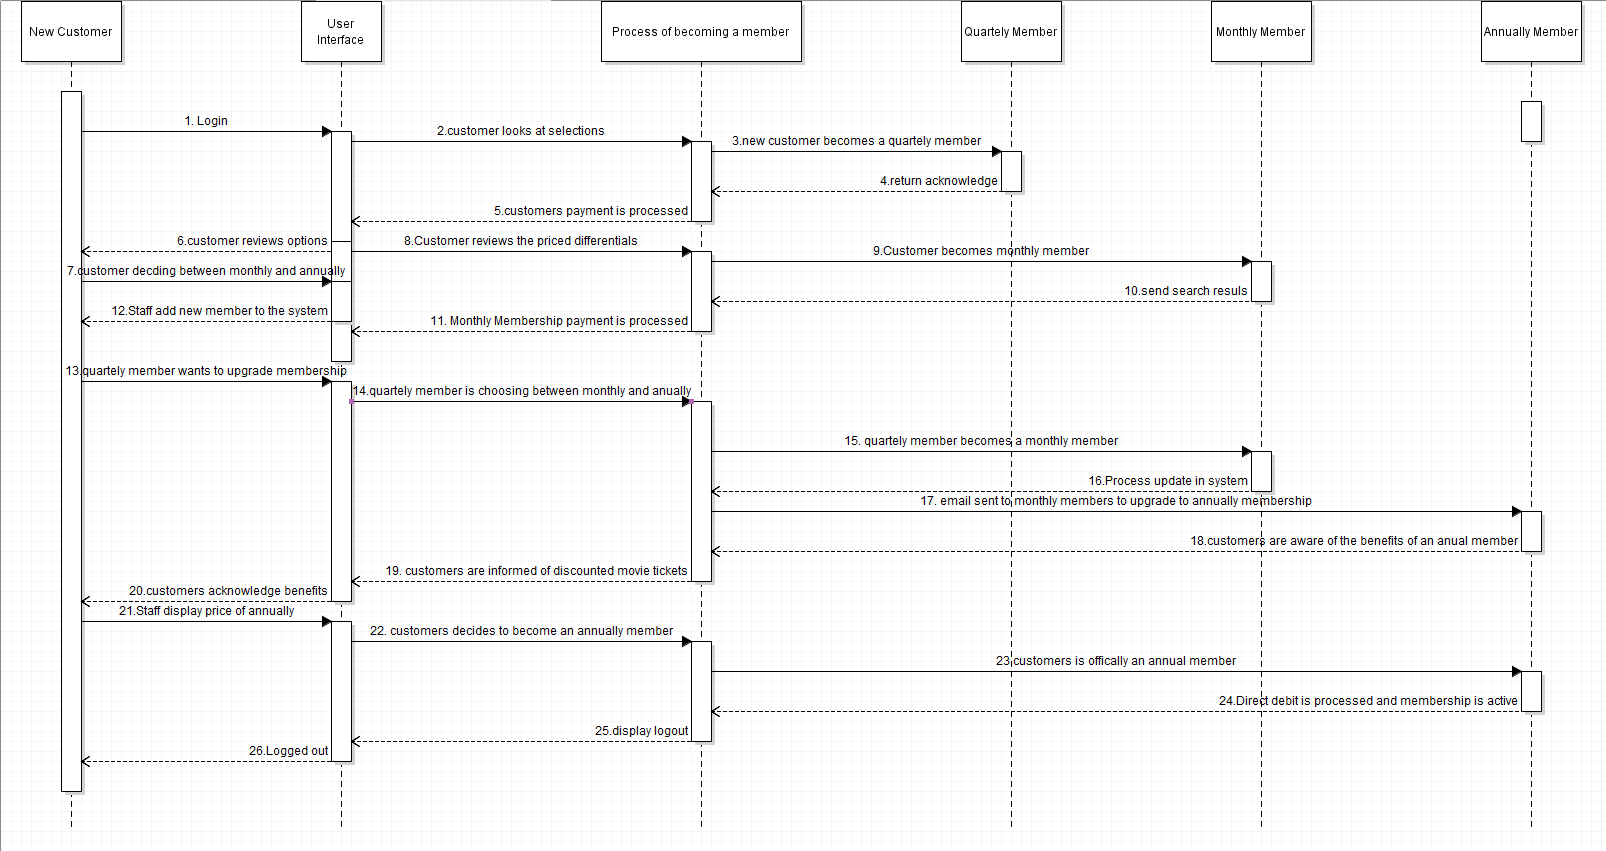 New Customer
User
Interface
Process of becoming a member
Quartely Member
Monthly Member
Annually Member
1. Login
2.customer looks at selections
3.new customer becomes a quartely member
4.return acknowledge
5.customers payment is processed
6.customer reviews options
8.Customer reviews the priced differentials
9.Customer becomes monthly member
7.customer decding between monthly and annually
10.send search resuls
12.Staff add new member to the system
11. Monthly Membership payment is processed
13.quartely member wants to upgrade membership
14.quartely member is choosing between monthly and anually
15. quartely member becomes a monthly member
16.Process update in system
17. email sent to monthly members to upgrade to annually membership
18.customers are aware of the benefits of an anual member
19. customers are informed of discounted movie tickets
20.customers acknowledge benefits
21.Staff display price of annually
22. customers decides to become an annually member
23.customers is offically an annual member
24.Direct debit is processed and membership is active
25.display logout
26.Logged out